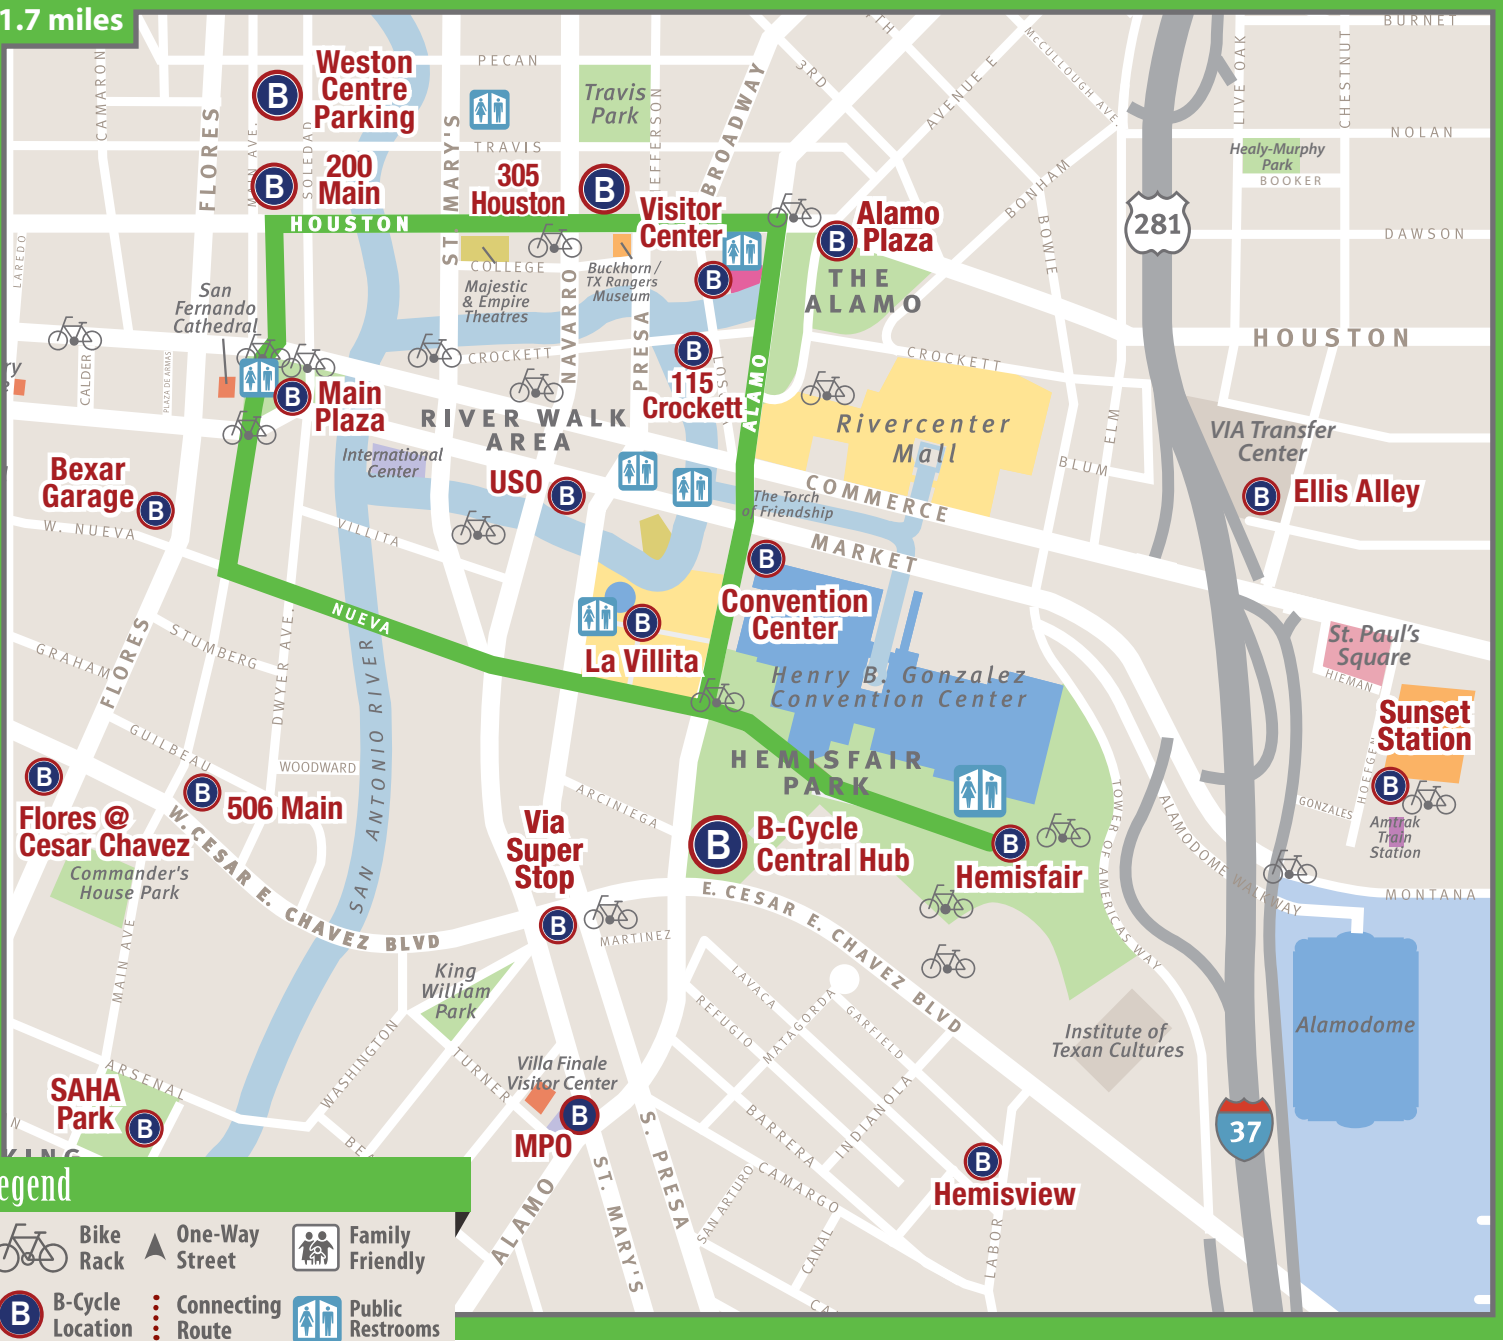 1.7 miles
BURNET
PECAN
3RD
MCCULLOUGH AVE.
AVENUE E
LIVE OAK
CHESTNUT
CAMARON
FLORES
MAIN AVE.
SOLEDAD
Weston
Centre
Parking
B
ST MARY'S
Travis
Park
JEFFERSON
BROADWAY
NOLAN
TRAVIS
Healy-Murphy
Park
BOOKER
200
Main
B
305
Houston
B
BONHAM
BOWIE
281
DAWSON
HOUSTON
Visitor
Center
B
Alamo
Plaza
B
THE
ALAMO
LAREDO
COLLEGE
Majestic
& Empire
Theatres
Buckhorn /
TX Rangers
Museum
San
Fernando
Cathedral
NAVARRO
PRESA
HOUSTON
CROCKETT
CROCKETT
CALDER
PLAZA DE ARMAS
B
115
Crockett
ALAMO
Main
Plaza
B
RIVER WALK
AREA
Rivercenter
Mall
ELM
BLUM
VIA Transfer
Center
B
Ellis Alley
International
Center
Bexar
Garage
B
USO
B
COMMERCE
The Torch
of Friendship
W. NUEVA
VILLITA
MARKET
B
Convention
Center
NUEVA
B
La Villita
St. Paul's
Square
HIEMAN
STUMBERG
GRAHAM
FLORES
DWYER AVE.
SAN ANTONIO RIVER
Henry B. Gonzalez
Convention Center
Sunset
Station
B
GUILBEAU
WOODWARD
HEMISFAIR
PARK
B
Flores @
Cesar Chavez
B
506 Main
W. CESAR E. CHAVEZ BLVD
ARCINIEGA
TOWER OF AMERICAS WAY
ALAMODOME WALKWAY
GONZALES
Amtrak
Train
Station
Via
Super
Stop
B
B
B-Cycle
Central Hub
B
Hemisfair
Commander's
House Park
MONTANA
E. CESAR E. CHAVEZ BLVD
MARTINEZ
MAIN AVE
King
William
Park
LAVACA
REFUGIO
MATAGORDA
GARFIELD
Institute of
Texan Cultures
Alamodome
WASHINGTON
TURNER
Villa Finale
Visitor Center
ARSENAL
SAHA
Park
B
B
MPO
S. PRESA
BARRERA
INDIANOLA
37
B
Hemisview
CAMARGO
SAN ARTURO
CANAL
LABOR
ALAMO
ST. MARY'S
egend
Bike
Rack
One-Way
Street
Family
Friendly
B
B-Cycle
Location
Connecting
Route
Public
Restrooms